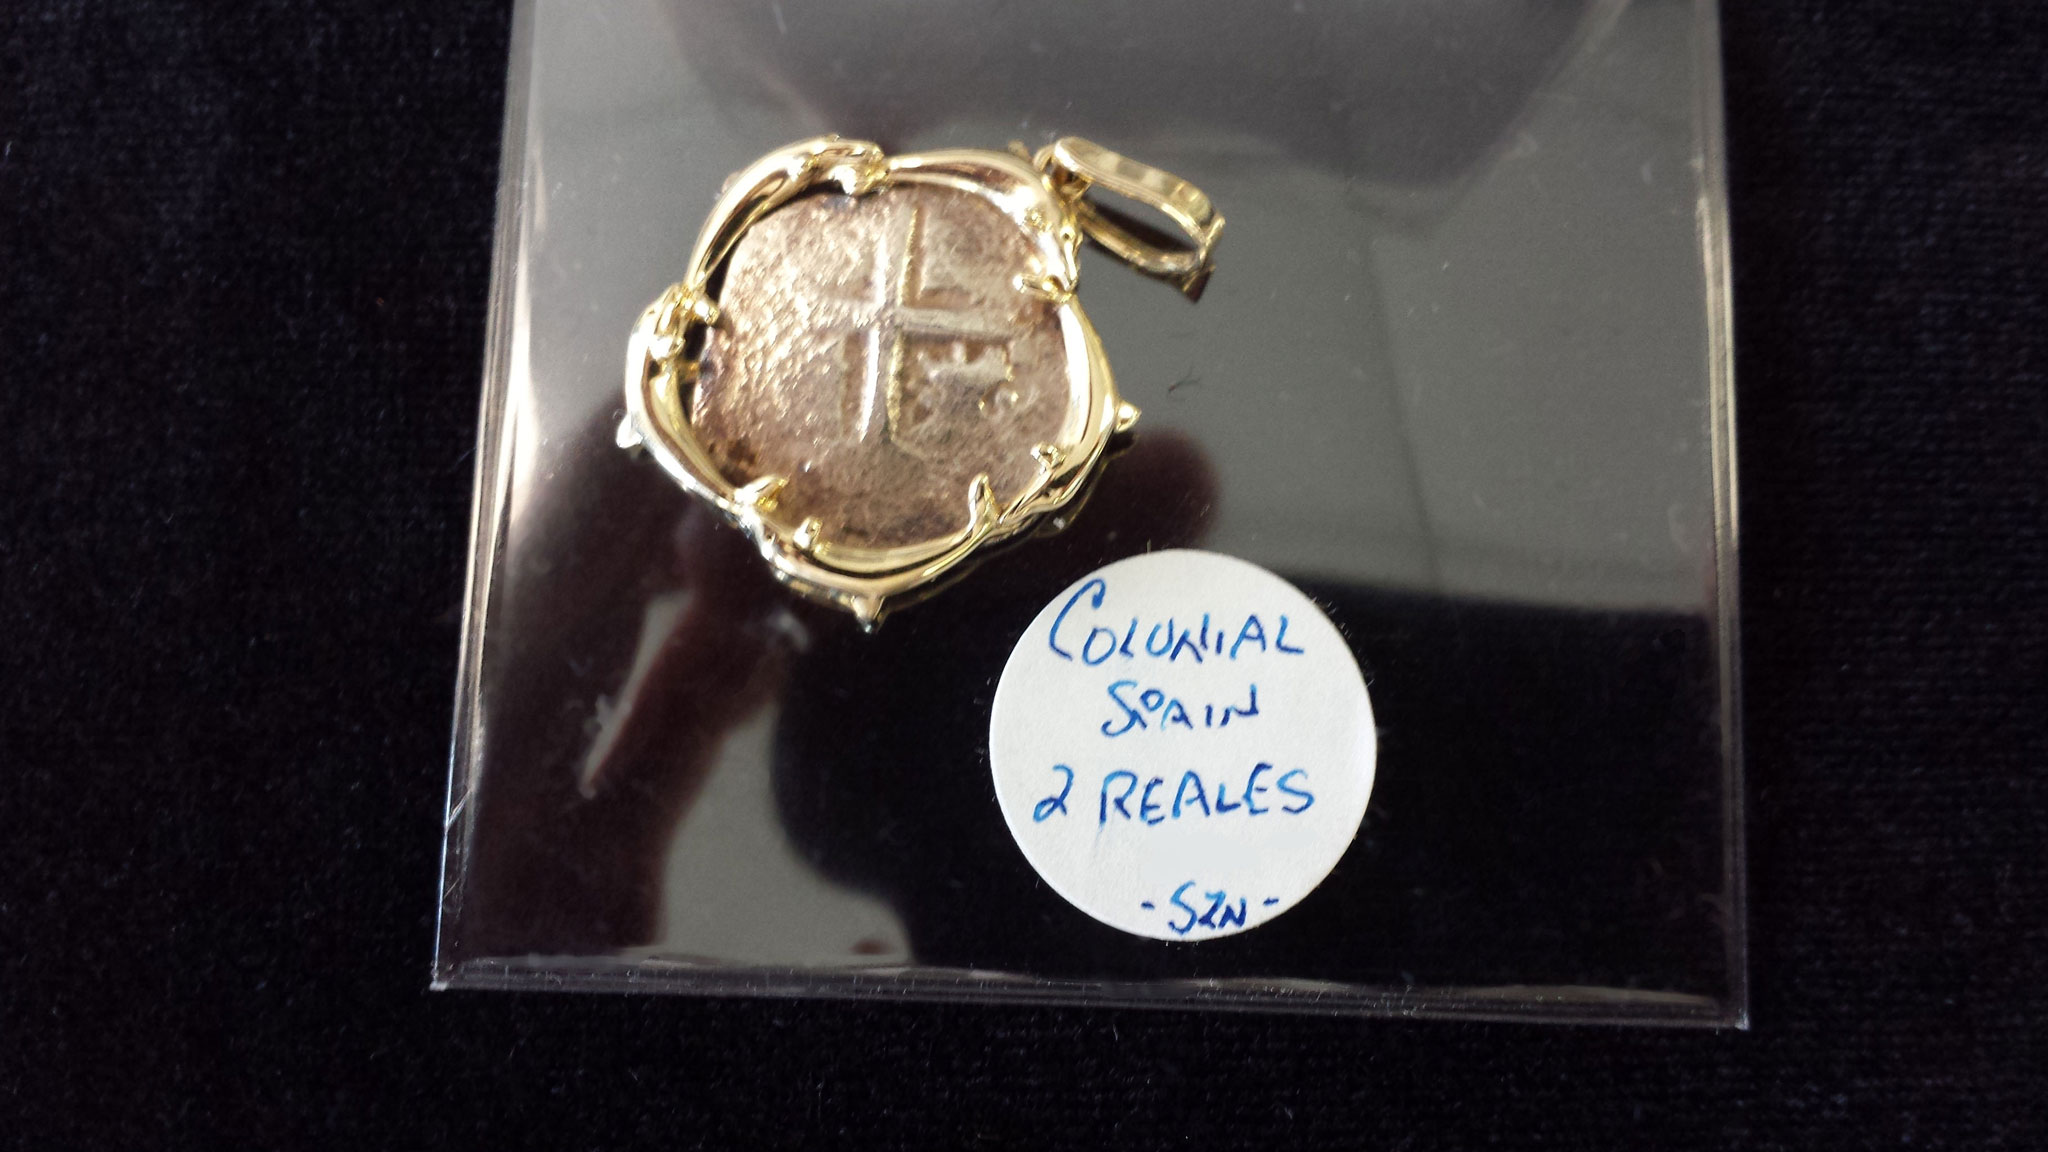 COLONIAL
SPAIN
2 REALES
-SZN-